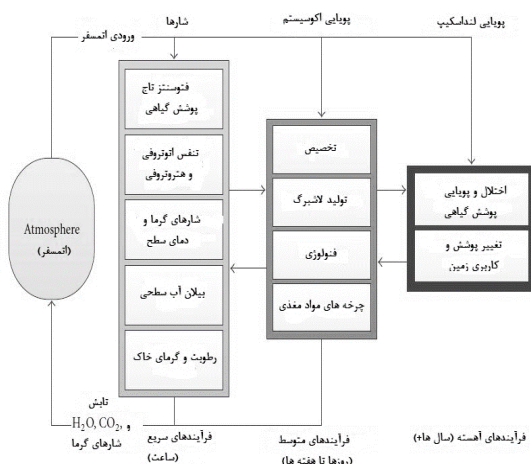 پویایی لنداسکیپ
پویایی اکوسیستم
شارها
ورودی اتمسفر
فتوسنتز تاج
پوشش گیاهی
تنفس اتوتروفی
و هتروتروفی
شارهای گرما و
دمای سطح
بیلان آب سطحی
رطوبت و گرمای خاک
تخصیص
تولید لاشبرگ
فنولوژی
چرخه های مواد مغذی
اختلال و پویایی
پوشش گیاهی
تغییر پوشش و
کاربری زمین
Atmosphere
(اتمسفر)
تابش
و H₂O, CO₂,
شارهای گرما
فرآیندهای سریع
(ساعت)
فرآیندهای متوسط
(روزها تا هفته ها)
فرآیندهای آهسته (سال ها+)